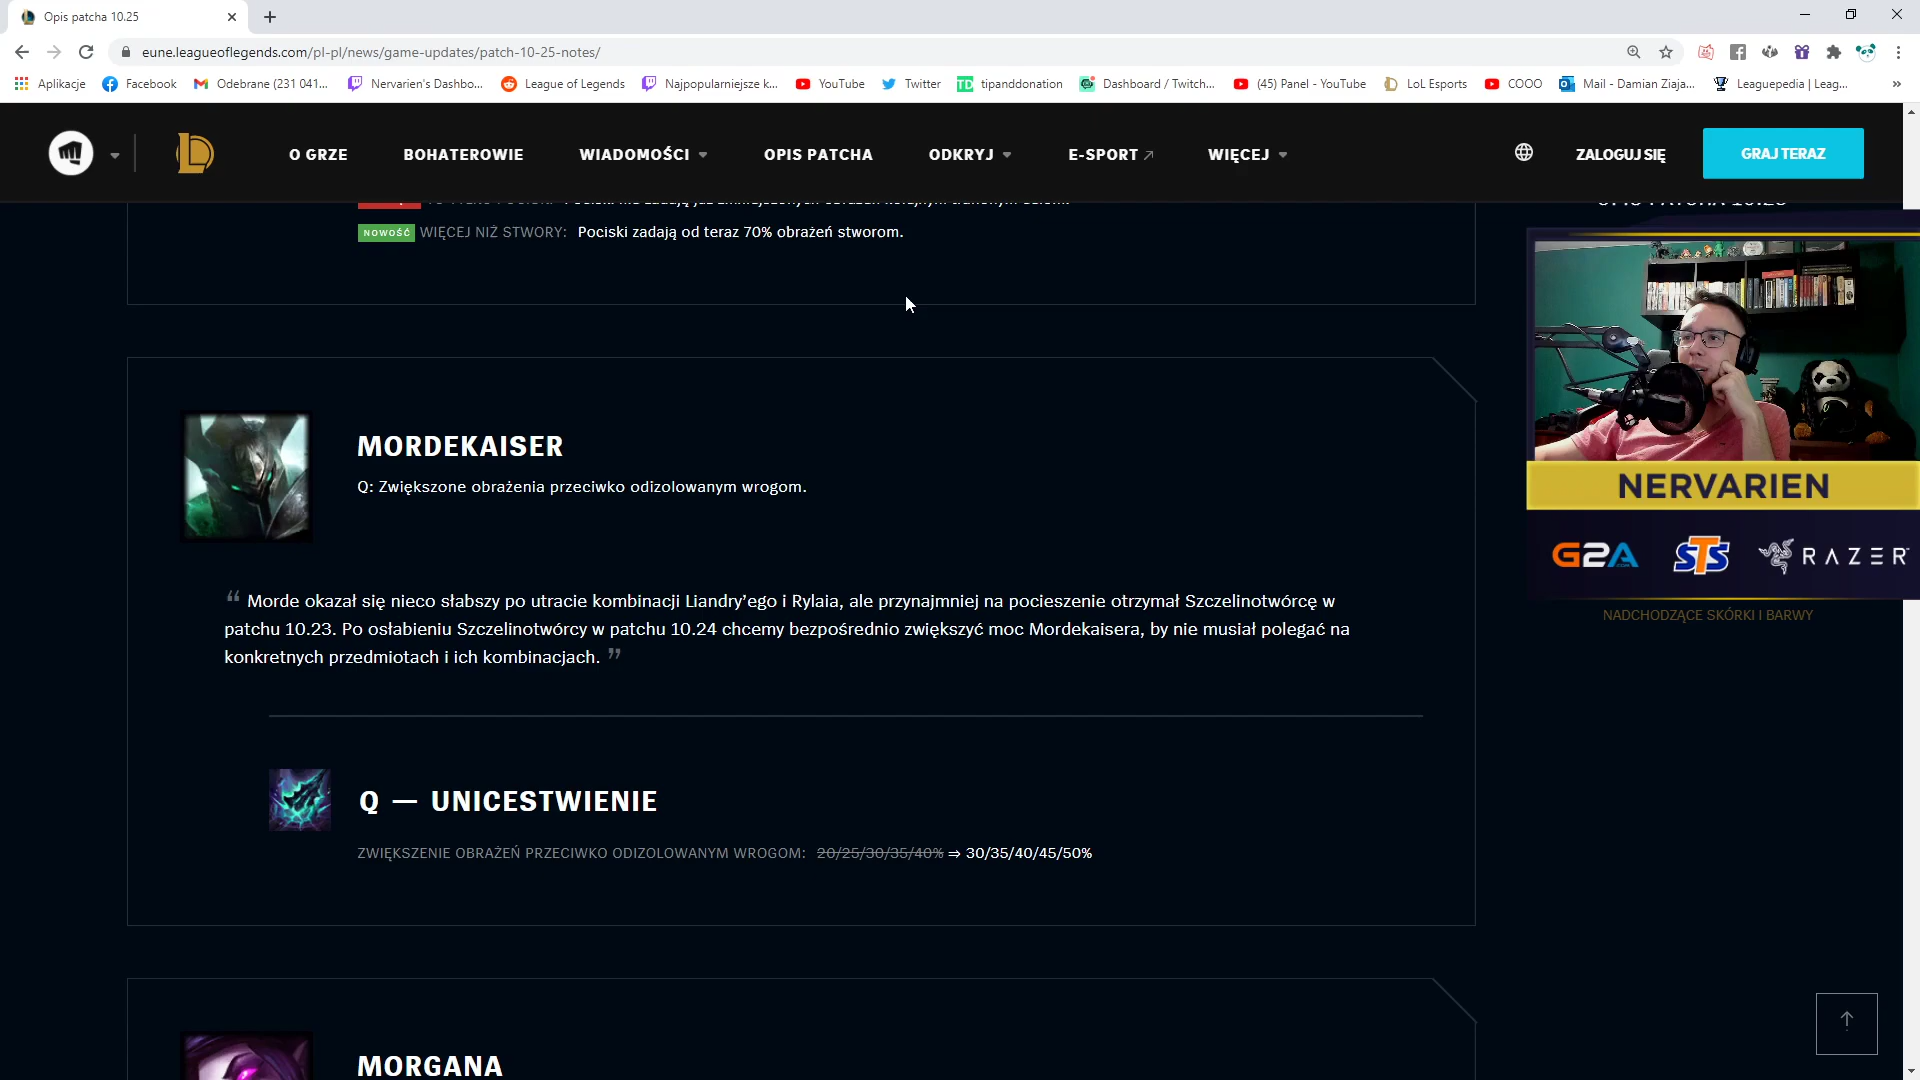 Opis patcha 10.25
eune.leagueoflegends.com/pl-pl/news/game-updates/patch-10-25-notes/
Aplikacje Facebook Odebrane (231 041... Nervarien's Dashbo... League of Legends Najpopularniejsze k... YouTube Twitter tipanddonation Dashboard / Twitch... (45) Panel - YouTube LoL Esports COOO Mail - Damian Ziaja... Leaguepedia | Leag... »
O GRZE BOHATEROWIE WIADOMOŚCI OPIS PATCHA ODKRYJ E-SPORT WIĘCEJ ZALOGUJ SIĘ GRAJ TERAZ
NOWOŚĆ WIĘCEJ NIŻ STWORY: Pociski zadają od teraz 70% obrażeń stworom.
MORDEKAISER
Q: Zwiększone obrażenia przeciwko odizolowanym wrogom.
NERVARIEN
G2A STS RAZER
NADCHODZĄCE SKÓRKI I BARWY
“ Morde okazał się nieco słabszy po utracie kombinacji Liandry’ego i Rylaia, ale przynajmniej na pocieszenie otrzymał Szczelinotwórcę w
patchu 10.23. Po osłabieniu Szczelinotwórcy w patchu 10.24 chcemy bezpośrednio zwiększyć moc Mordekaisera, by nie musiał polegać na
konkretnych przedmiotach i ich kombinacjach. ”
Q — UNICESTWIENIE
ZWIĘKSZENIE OBRAŻEŃ PRZECIWKO ODIZOLOWANYM WROGOM: 20/25/30/35/40% ⇒ 30/35/40/45/50%
MORGANA